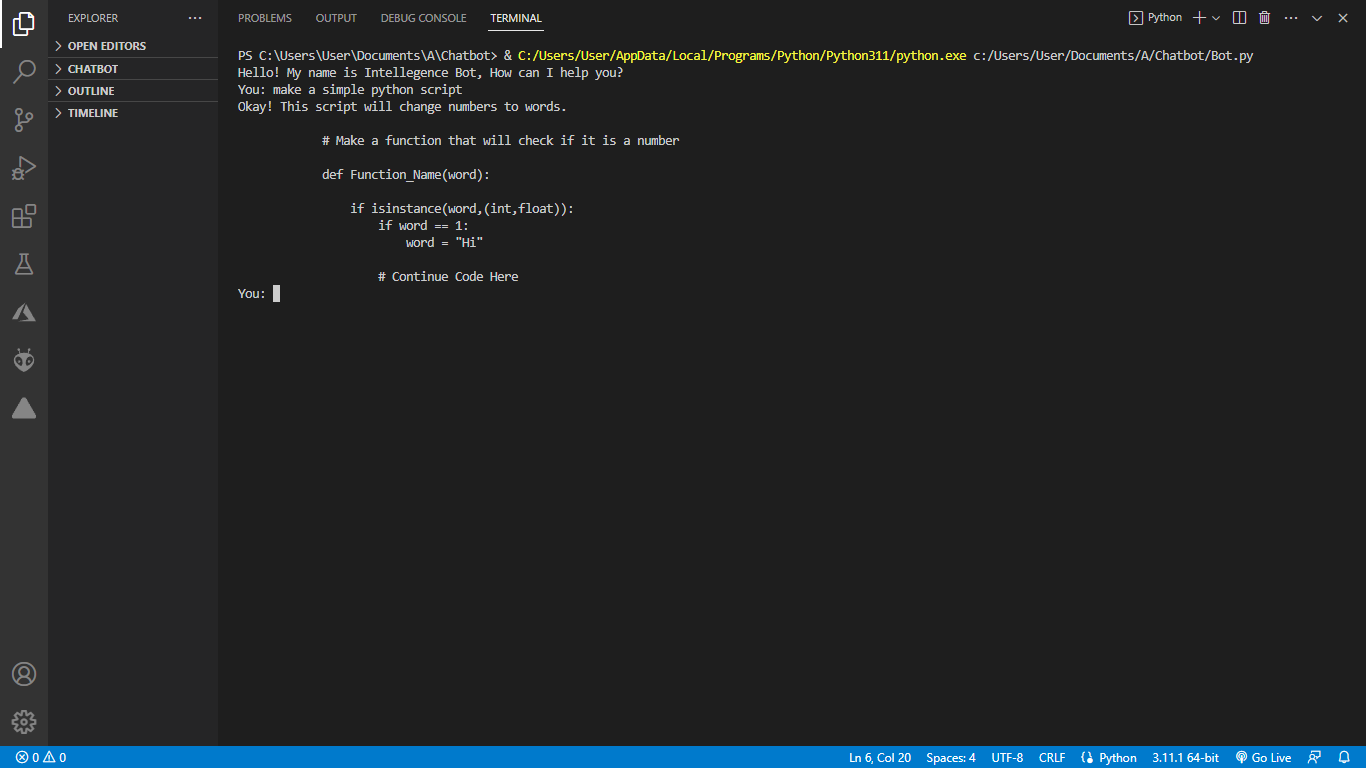 EXPLORER
OPEN EDITORS
CHATBOT
OUTLINE
TIMELINE
PROBLEMS OUTPUT DEBUG CONSOLE TERMINAL
Python
PS C:\Users\User\Documents\A\Chatbot> & C:/Users/User/AppData/Local/Programs/Python/Python311/python.exe c:/Users/User/Documents/A/Chatbot/Bot.py
Hello! My name is Intellegence Bot, How can I help you?
You: make a simple python script
Okay! This script will change numbers to words.
# Make a function that will check if it is a number
def Function_Name(word):
if isinstance(word,(int,float)):
if word == 1:
word = "Hi"
# Continue Code Here
You:
0 0 Ln 6, Col 20 Spaces: 4 UTF-8 CRLF Python 3.11.1 64-bit Go Live